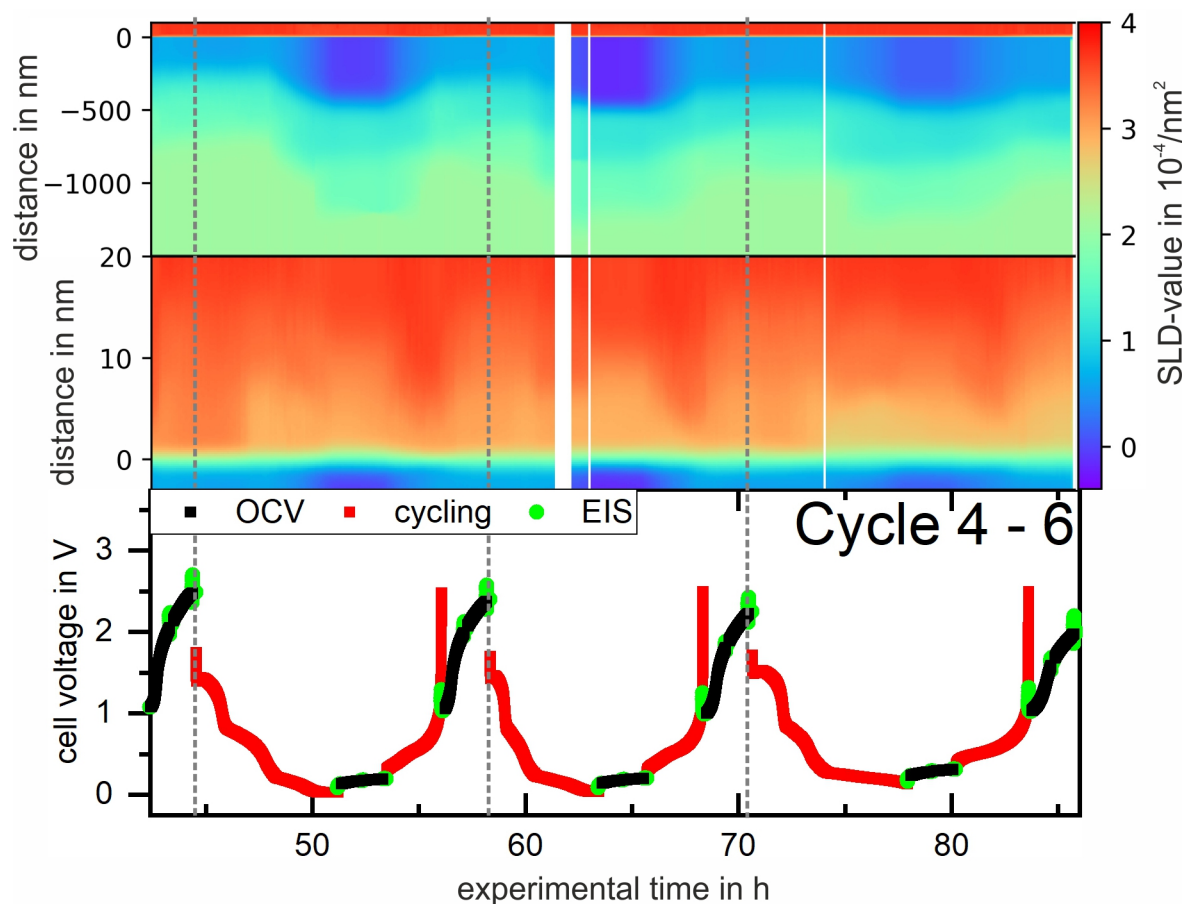 distance in nm
0
−500
−1000
distance in nm
20
10
0
4
3
2
1
0
SLD-value in 10⁻⁴/nm²
OCV cycling EIS
Cycle 4 - 6
cell voltage in V
3
2
1
0
50 60 70 80
experimental time in h